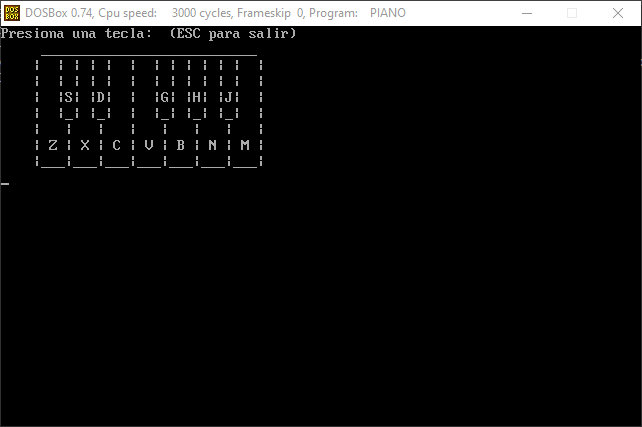 DOSBox 0.74, Cpu speed: 3000 cycles, Frameskip 0, Program: PIANO
Presiona una tecla: (ESC para salir)
S D G H J
Z X C V B N M